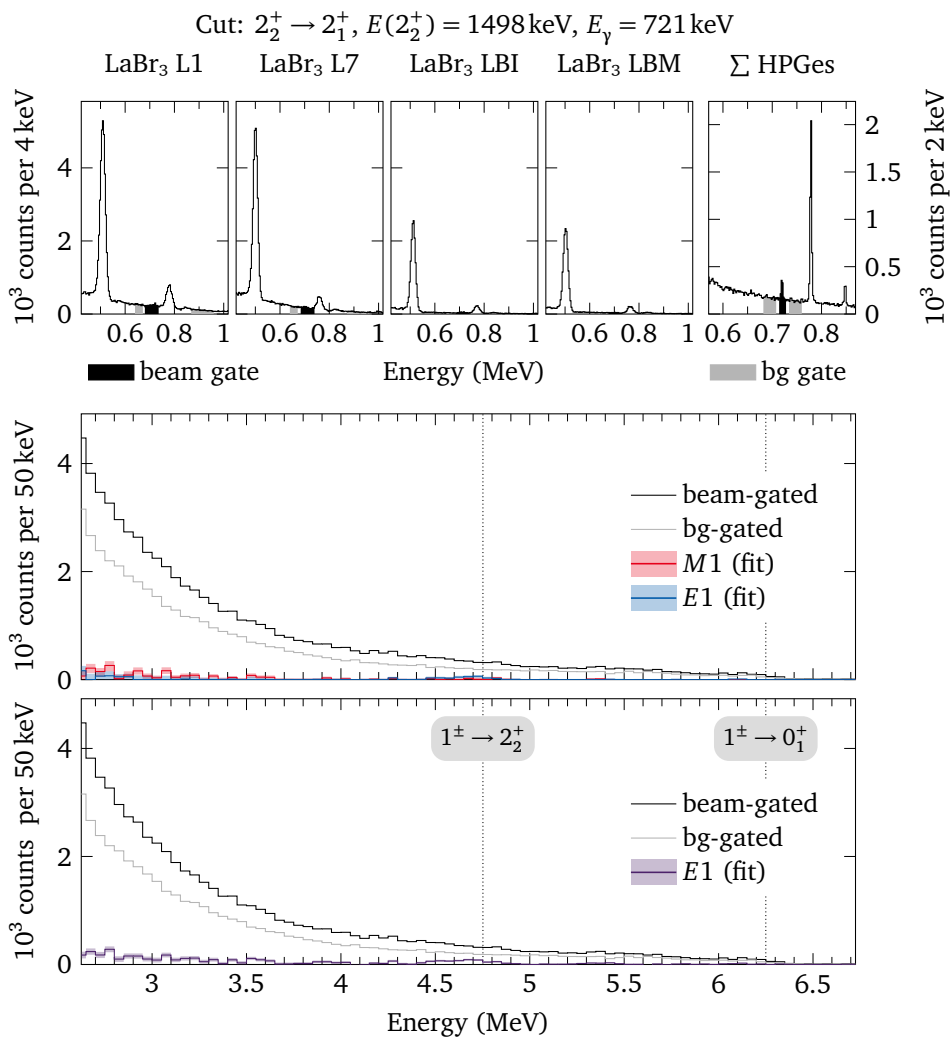 Cut: 2₂⁺ → 2₁⁺, E(2₂⁺) = 1498 keV, E_γ = 721 keV
LaBr₃ L1 LaBr₃ L7 LaBr₃ LBI LaBr₃ LBM Σ HPGes
10³ counts per 4 keV
0 2 4
0.6 0.8 1
0.6 0.8 1
0.6 0.8 1
0.6 0.8 1
0.6 0.7 0.8
0 0.5 1 1.5 2
10³ counts per 2 keV
beam gate Energy (MeV) bg gate
10³ counts per 50 keV
0 2 4
beam-gated
bg-gated
M1 (fit)
E1 (fit)
10³ counts per 50 keV
0 2 4
1^± → 2₂⁺ 1^± → 0₁⁺
beam-gated
bg-gated
E1 (fit)
3 3.5 4 4.5 5 5.5 6 6.5
Energy (MeV)